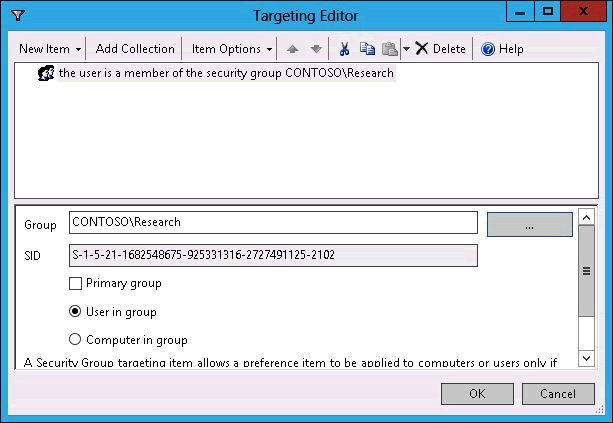 Targeting Editor
New Item Add Collection Item Options Delete Help
the user is a member of the security group CONTOSO\Research
Group CONTOSO\Research ...
SID S-1-5-21-1682548675-925331316-2727491125-2102
Primary group
User in group
Computer in group
A Security Group targeting item allows a preference item to be applied to computers or users only if
OK Cancel